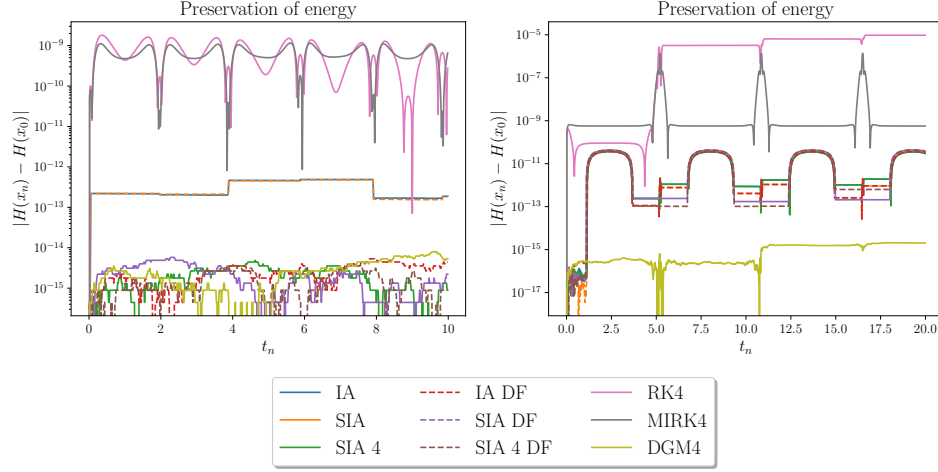 Preservation of energy
|H(x_n) − H(x_0)|
10^{-9}
10^{-10}
10^{-11}
10^{-12}
10^{-13}
10^{-14}
10^{-15}
0 2 4 6 8 10
t_n
Preservation of energy
|H(x_n) − H(x_0)|
10^{-5}
10^{-7}
10^{-9}
10^{-11}
10^{-13}
10^{-15}
10^{-17}
0.0 2.5 5.0 7.5 10.0 12.5 15.0 17.5 20.0
t_n
IA
SIA
SIA 4
IA DF
SIA DF
SIA 4 DF
RK4
MIRK4
DGM4